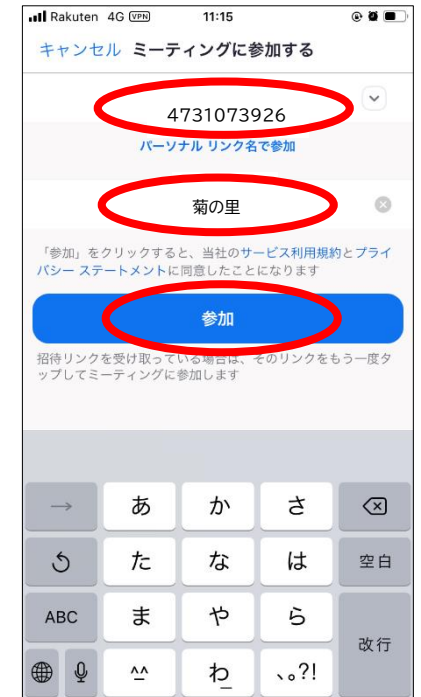 Rakuten 4G VPN 11:15
キャンセル ミーティングに参加する
4731073926
パーソナル リンク名で参加
菊の里
「参加」をクリックすると、当社のサービス利用規約とプライ
バシー ステートメントに同意したことになります
参加
招待リンクを受け取っている場合は、そのリンクをもう一度タ
ップしてミーティングに参加します
→ あ か さ
た な は 空白
ABC ま や ら
改行
^^ わ 、。?!